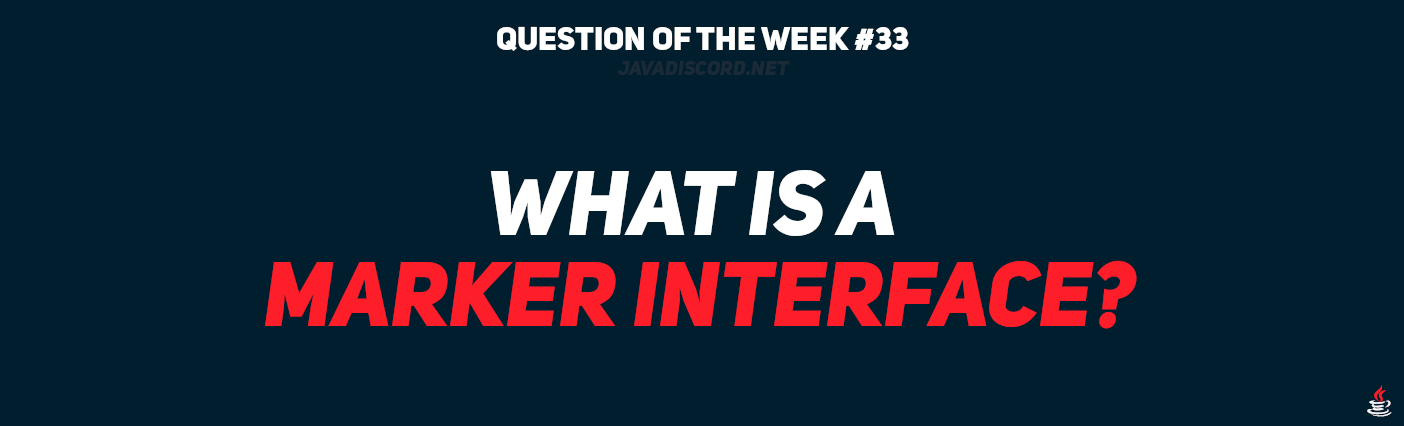 QUESTION OF THE WEEK #33
JAVADISCORD.NET
WHAT IS A
MARKER INTERFACE?